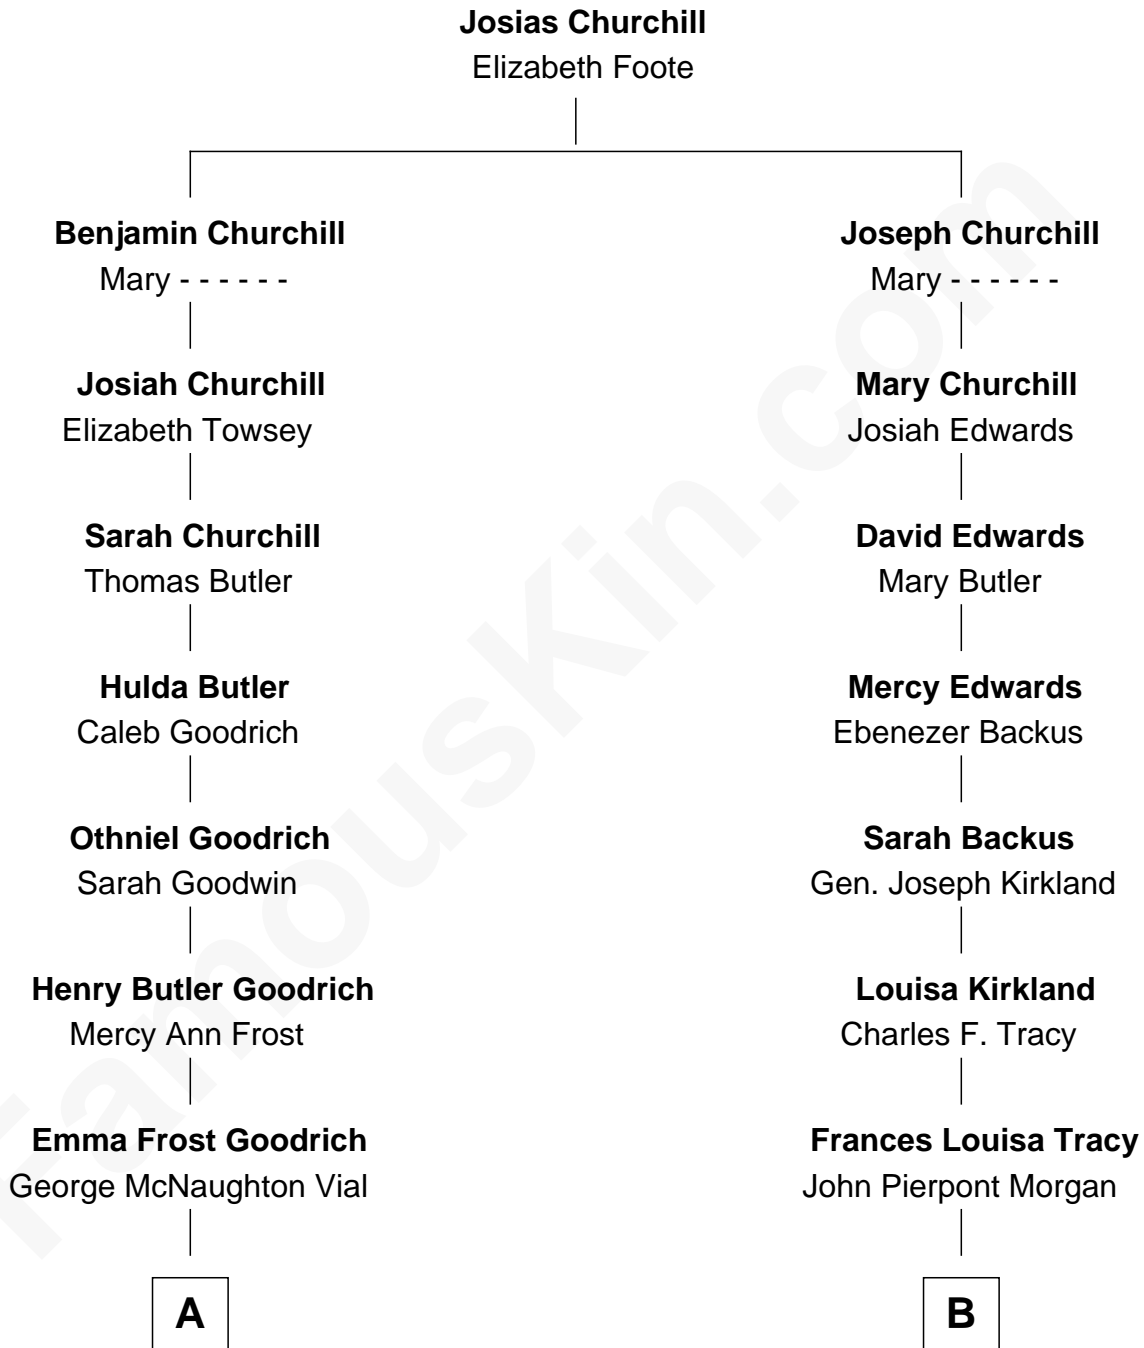 Josias Churchill
Elizabeth Foote
Benjamin Churchill
Mary - - - - - -
Joseph Churchill
Mary - - - - - -
Josiah Churchill
Elizabeth Towsey
Mary Churchill
Josiah Edwards
Sarah Churchill
Thomas Butler
David Edwards
Mary Butler
Hulda Butler
Caleb Goodrich
Mercy Edwards
Ebenezer Backus
Othniel Goodrich
Sarah Goodwin
Sarah Backus
Gen. Joseph Kirkland
Henry Butler Goodrich
Mercy Ann Frost
Louisa Kirkland
Charles F. Tracy
Emma Frost Goodrich
George McNaughton Vial
Frances Louisa Tracy
John Pierpont Morgan
A
B
FamousKin.com